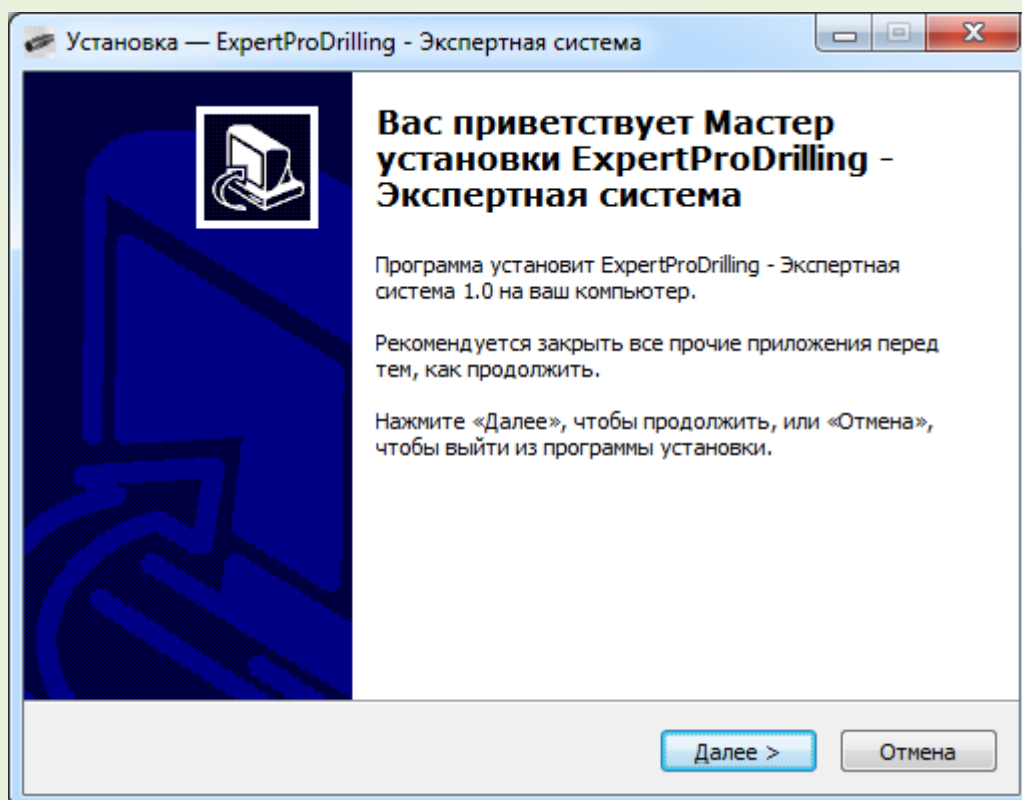 Установка — ExpertProDrilling - Экспертная система
Вас приветствует Мастер
установки ExpertProDrilling -
Экспертная система
Программа установит ExpertProDrilling - Экспертная
система 1.0 на ваш компьютер.
Рекомендуется закрыть все прочие приложения перед
тем, как продолжить.
Нажмите «Далее», чтобы продолжить, или «Отмена»,
чтобы выйти из программы установки.
Далее >
Отмена